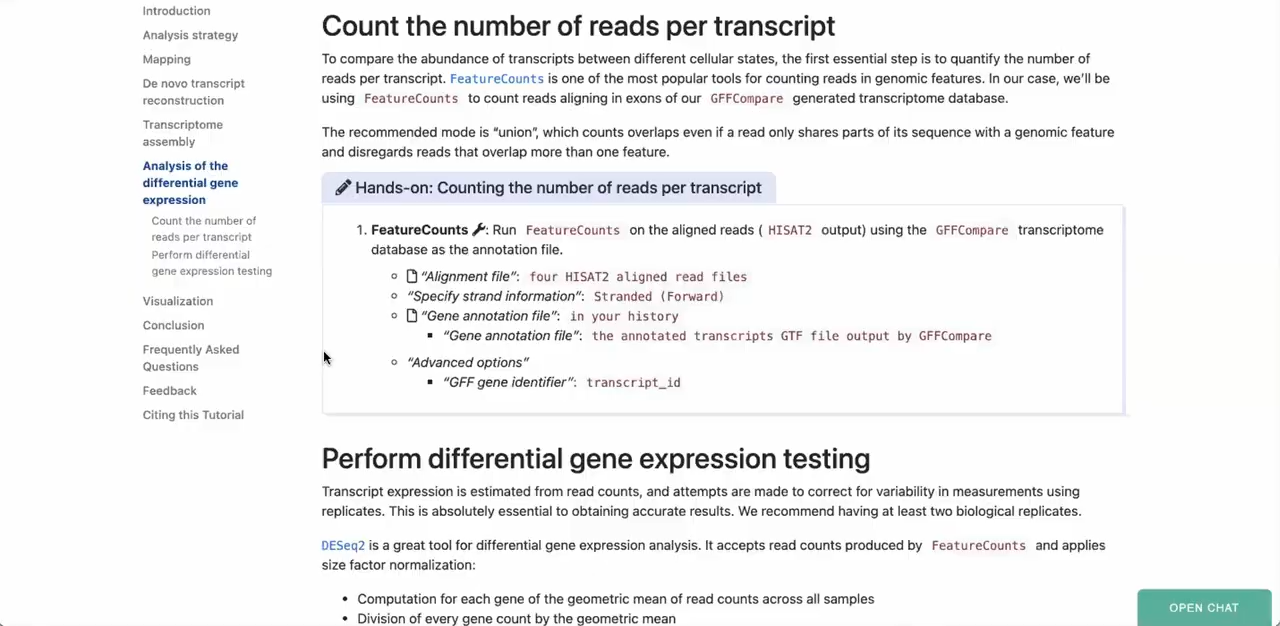 Introduction
Analysis strategy
Mapping
De novo transcript
reconstruction
Transcriptome
assembly
Analysis of the
differential gene
expression
Count the number of
reads per transcript
Perform differential
gene expression testing
Visualization
Conclusion
Frequently Asked
Questions
Feedback
Citing this Tutorial
Count the number of reads per transcript
To compare the abundance of transcripts between different cellular states, the first essential step is to quantify the number of
reads per transcript. FeatureCounts is one of the most popular tools for counting reads in genomic features. In our case, we'll be
using FeatureCounts to count reads aligning in exons of our GFFCompare generated transcriptome database.
The recommended mode is “union”, which counts overlaps even if a read only shares parts of its sequence with a genomic feature
and disregards reads that overlap more than one feature.
Hands-on: Counting the number of reads per transcript
1. FeatureCounts : Run FeatureCounts on the aligned reads ( HISAT2 output) using the GFFCompare transcriptome
database as the annotation file.
“Alignment file”: four HISAT2 aligned read files
“Specify strand information”: Stranded (Forward)
“Gene annotation file”: in your history
“Gene annotation file”: the annotated transcripts GTF file output by GFFCompare
“Advanced options”
“GFF gene identifier”: transcript_id
Perform differential gene expression testing
Transcript expression is estimated from read counts, and attempts are made to correct for variability in measurements using
replicates. This is absolutely essential to obtaining accurate results. We recommend having at least two biological replicates.
DESeq2 is a great tool for differential gene expression analysis. It accepts read counts produced by FeatureCounts and applies
size factor normalization:
• Computation for each gene of the geometric mean of read counts across all samples
• Division of every gene count by the geometric mean
OPEN CHAT